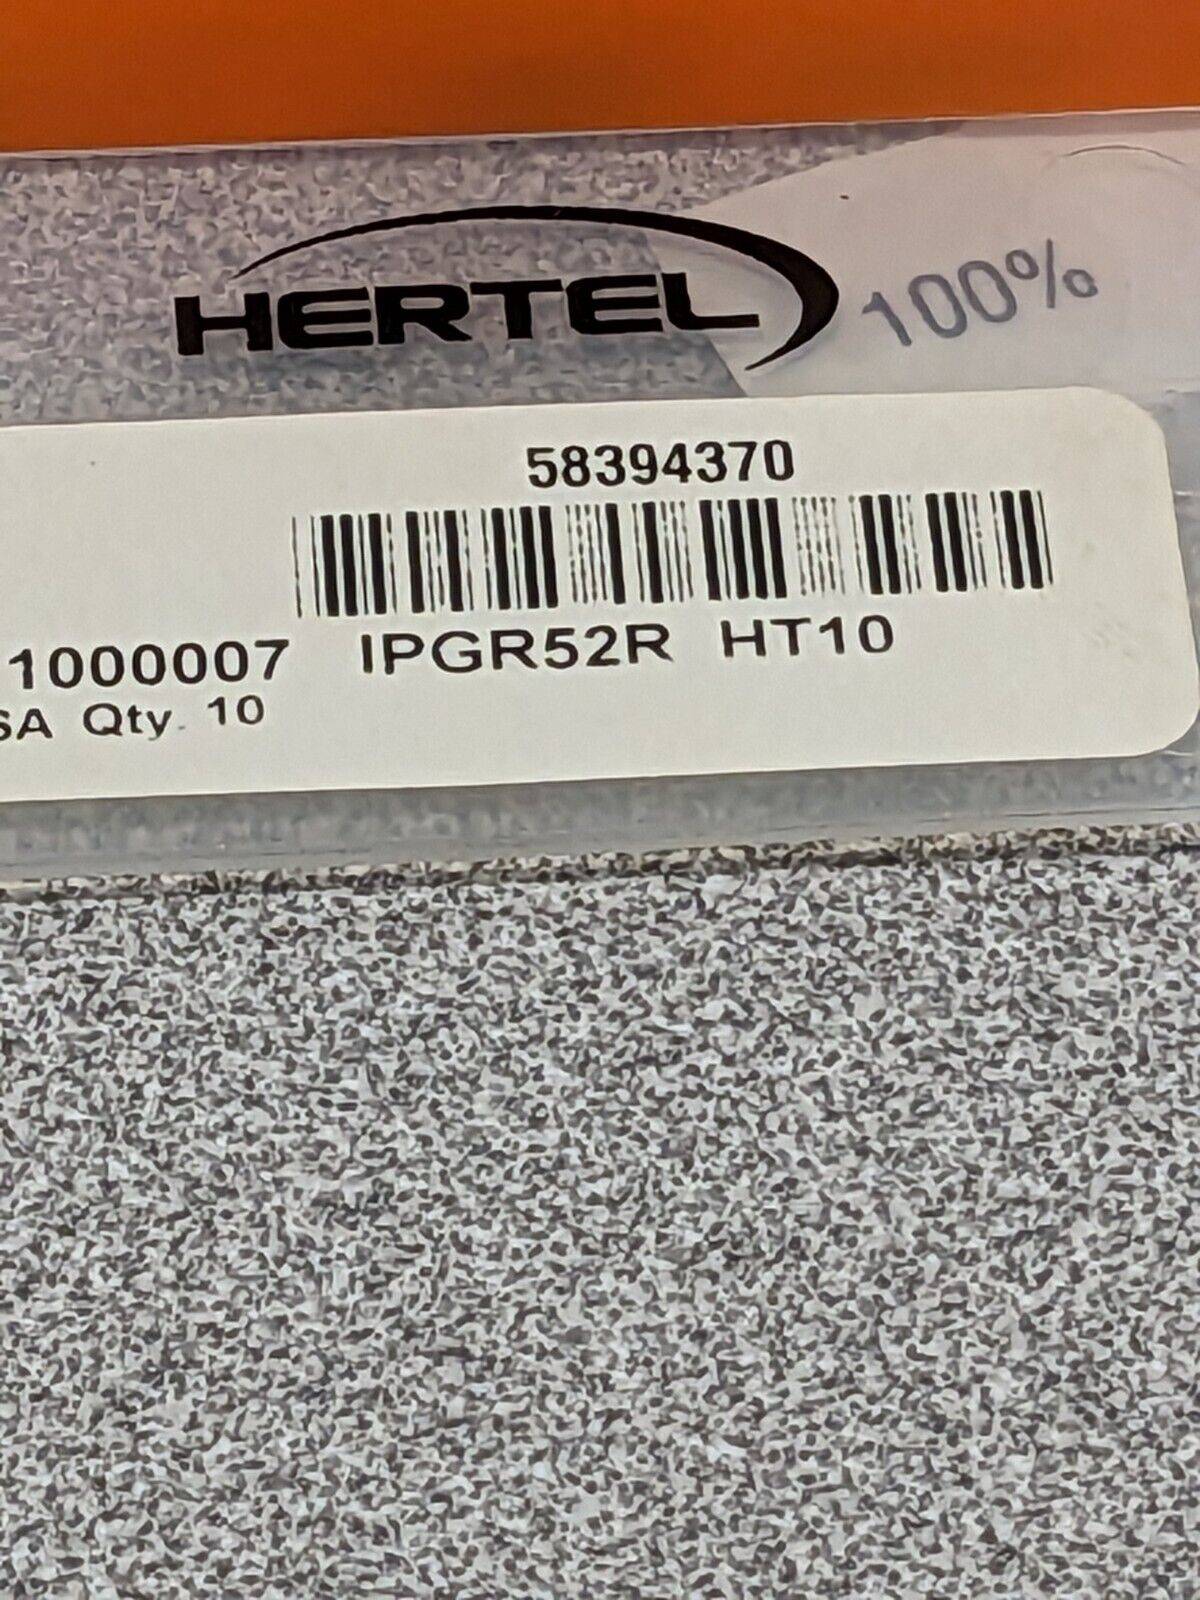 HERTEL
100%
58394370
1000007 IPGR52R HT10
SA Qty. 10